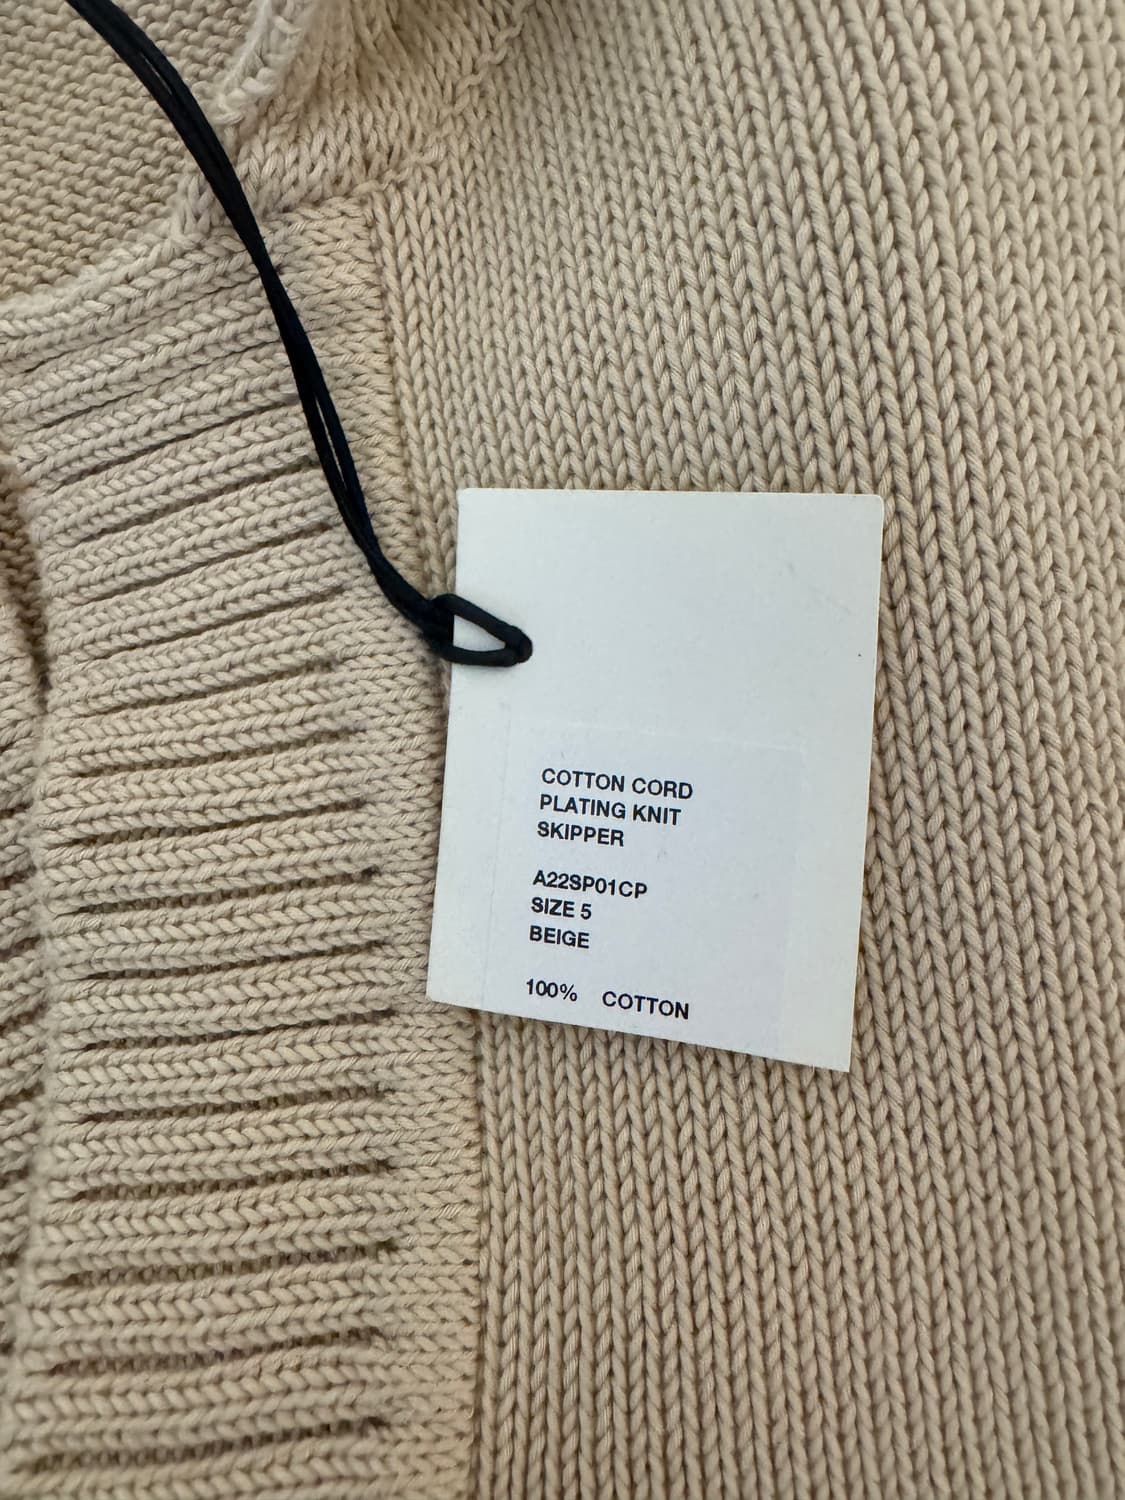 COTTON CORD
PLATING KNIT
SKIPPER
A22SP01CP
SIZE 5
BEIGE
100% COTTON